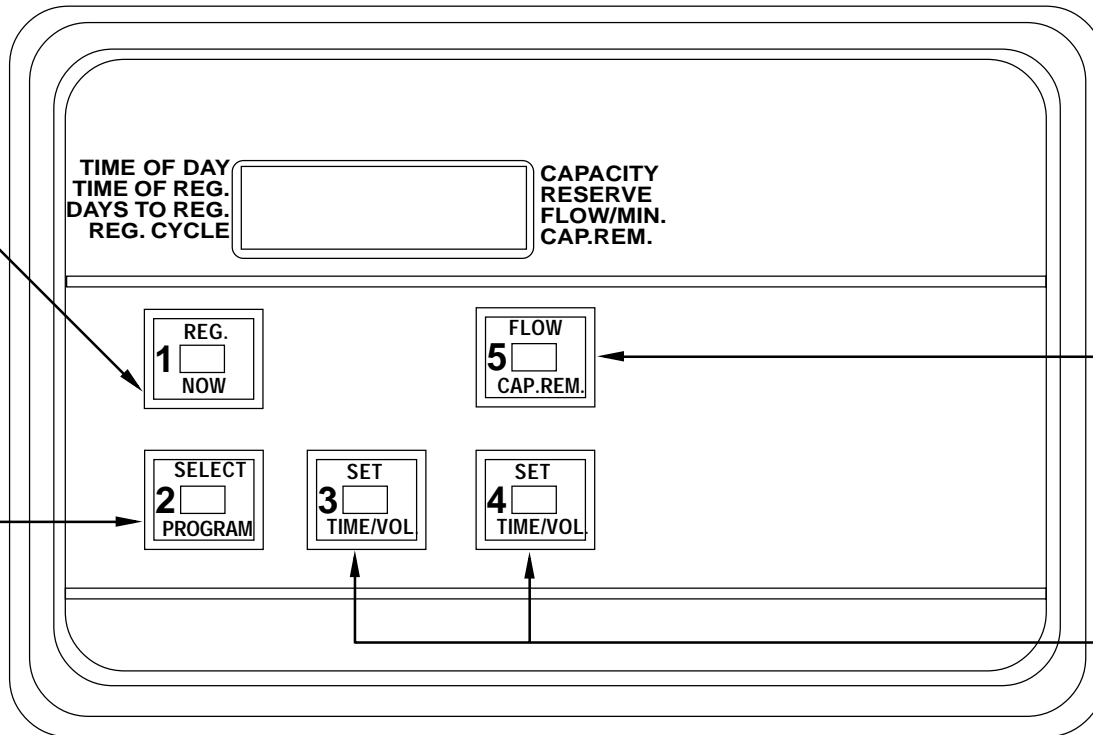 TIME OF DAY
TIME OF REG.
DAYS TO REG.
REG. CYCLE
CAPACITY
RESERVE
FLOW/MIN.
CAP.REM.
REG.
1
NOW
FLOW
5
CAP.REM.
SELECT
2
PROGRAM
SET
3
TIME/VOL.
SET
4
TIME/VOL.